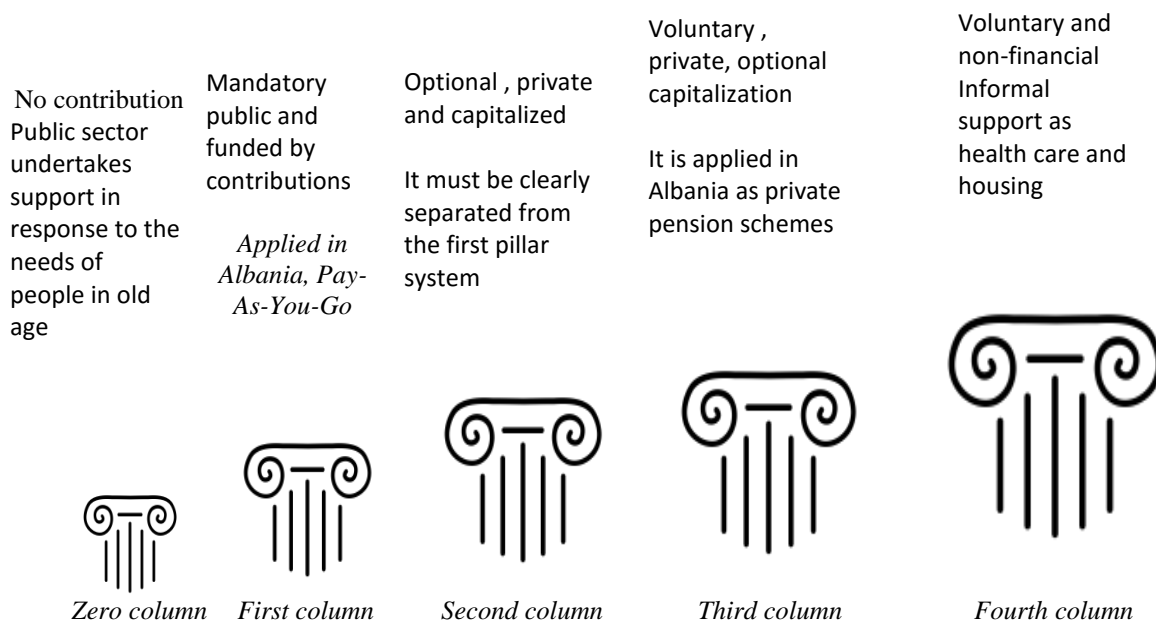 No contribution
Public sector
undertakes
support in
response to the
needs of
people in old
age
Mandatory
public and
funded by
contributions
Applied in
Albania, Pay-
As-You-Go
Optional , private
and capitalized
It must be clearly
separated from
the first pillar
system
Voluntary ,
private, optional
capitalization
It is applied in
Albania as private
pension schemes
Voluntary and
non-financial
Informal
support as
health care and
housing
Zero column
First column
Second column
Third column
Fourth column